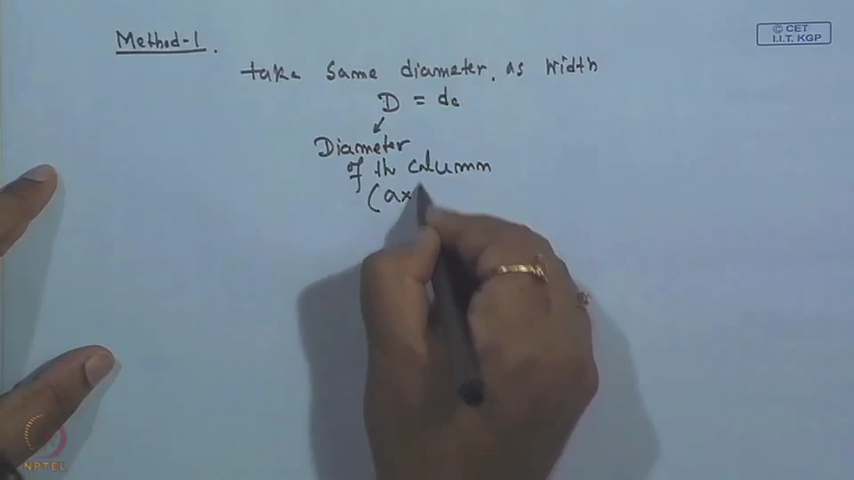 Method-1.
© CET
I.I.T. KGP
take same diameter. as width
D = dc
Diameter
of the column
(ax
NPTEL